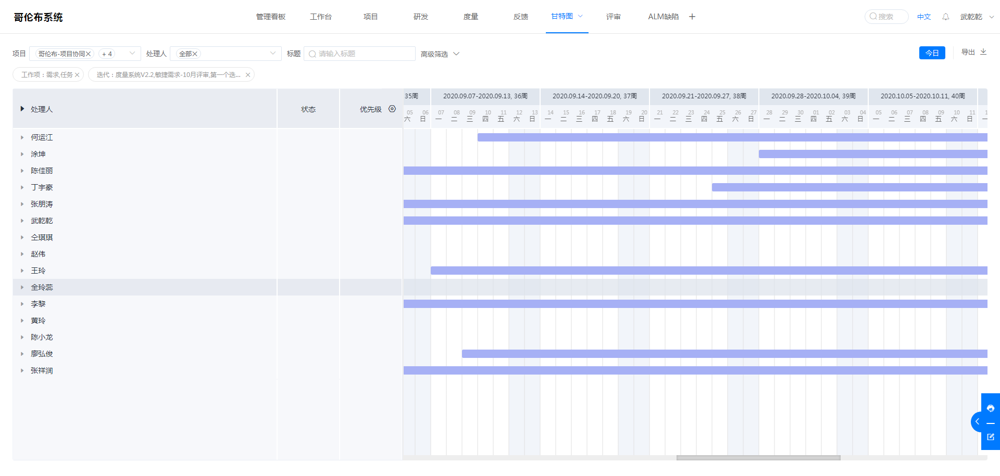 哥伦布系统 管理看板 工作台 项目 研发 度量 反馈 甘特图 评审 ALM缺陷 搜索 中文 武乾乾
项目 哥伦布-项目协同 + 4 处理人 全部 标题 请输入标题 高级筛选 今日 导出
工作项：需求,任务 迭代：度量系统V2.2,敏捷需求-10月评审,第一个迭...
35周 2020.09.07-2020.09.13, 36周 2020.09.14-2020.09.20, 37周 2020.09.21-2020.09.27, 38周 2020.09.28-2020.10.04, 39周 2020.10.05-2020.10.11, 40周
处理人 状态 优先级
05 06 07 08 09 10 11 12 13 14 15 16 17 18 19 20 21 22 23 24 25 26 27 28 29 30 01 02 03 04 05 06 07 08 09 10 11 1
六 日 一 二 三 四 五 六 日 一 二 三 四 五 六 日 一 二 三 四 五 六 日 一 二 三 四 五 六 日 一 二 三 四 五 六 日 一
何运江
涂坤
陈佳丽
丁宇豪
张朋涛
武乾乾
仝琪琪
赵伟
王玲
全玲蕊
李黎
黄玲
陈小龙
廖弘俊
张祥润